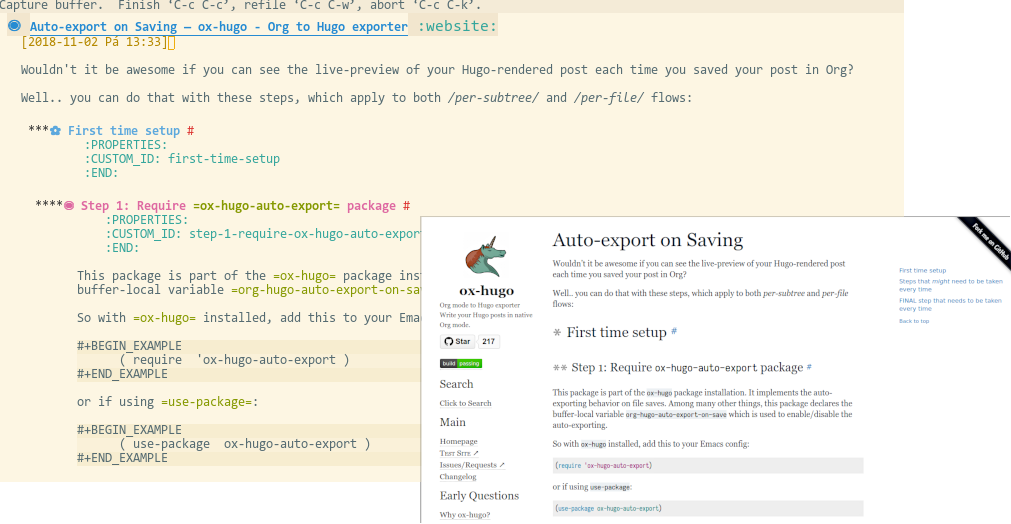 Capture buffer.  Finish ‘C-c C-c’, refile ‘C-c C-w’, abort ‘C-c C-k’.
Auto-export on Saving — ox-hugo - Org to Hugo exporter :website:
[2018-11-02 Pá 13:33]
Wouldn't it be awesome if you can see the live-preview of your Hugo-rendered post each time you saved your post in Org?
Well.. you can do that with these steps, which apply to both /per-subtree/ and /per-file/ flows:
*** First time setup #
:PROPERTIES:
:CUSTOM_ID: first-time-setup
:END:
**** Step 1: Require =ox-hugo-auto-export= package #
:PROPERTIES:
:CUSTOM_ID: step-1-require-ox-hugo-auto-expor
:END:
This package is part of the =ox-hugo= package ins
buffer-local variable =org-hugo-auto-export-on-sa
So with =ox-hugo= installed, add this to your Emac
#+BEGIN_EXAMPLE
( require  'ox-hugo-auto-export )
#+END_EXAMPLE
or if using =use-package=:
#+BEGIN_EXAMPLE
( use-package  ox-hugo-auto-export )
#+END_EXAMPLE
ox-hugo
Org mode to Hugo exporter
Write your Hugo posts in native
Org mode.
Star 217
build passing
Search
Click to Search
Main
Homepage
Test Site ↗
Issues/Requests ↗
Changelog
Early Questions
Why ox-hugo?
Auto-export on Saving
Wouldn't it be awesome if you can see the live-preview of your Hugo-rendered post
each time you saved your post in Org?
Well.. you can do that with these steps, which apply to both per-subtree and per-file
flows:
* First time setup #
** Step 1: Require ox-hugo-auto-export package #
This package is part of the ox-hugo package installation. It implements the auto-
exporting behavior on file saves. Among many other things, this package declares the
buffer-local variable org-hugo-auto-export-on-save which is used to enable/disable the
auto-exporting.
So with ox-hugo installed, add this to your Emacs config:
(require 'ox-hugo-auto-export)
or if using use-package:
(use-package ox-hugo-auto-export)
Fork me on GitHub
First time setup
Steps that might need to be taken
every time
FINAL step that needs to be taken
every time
Back to top